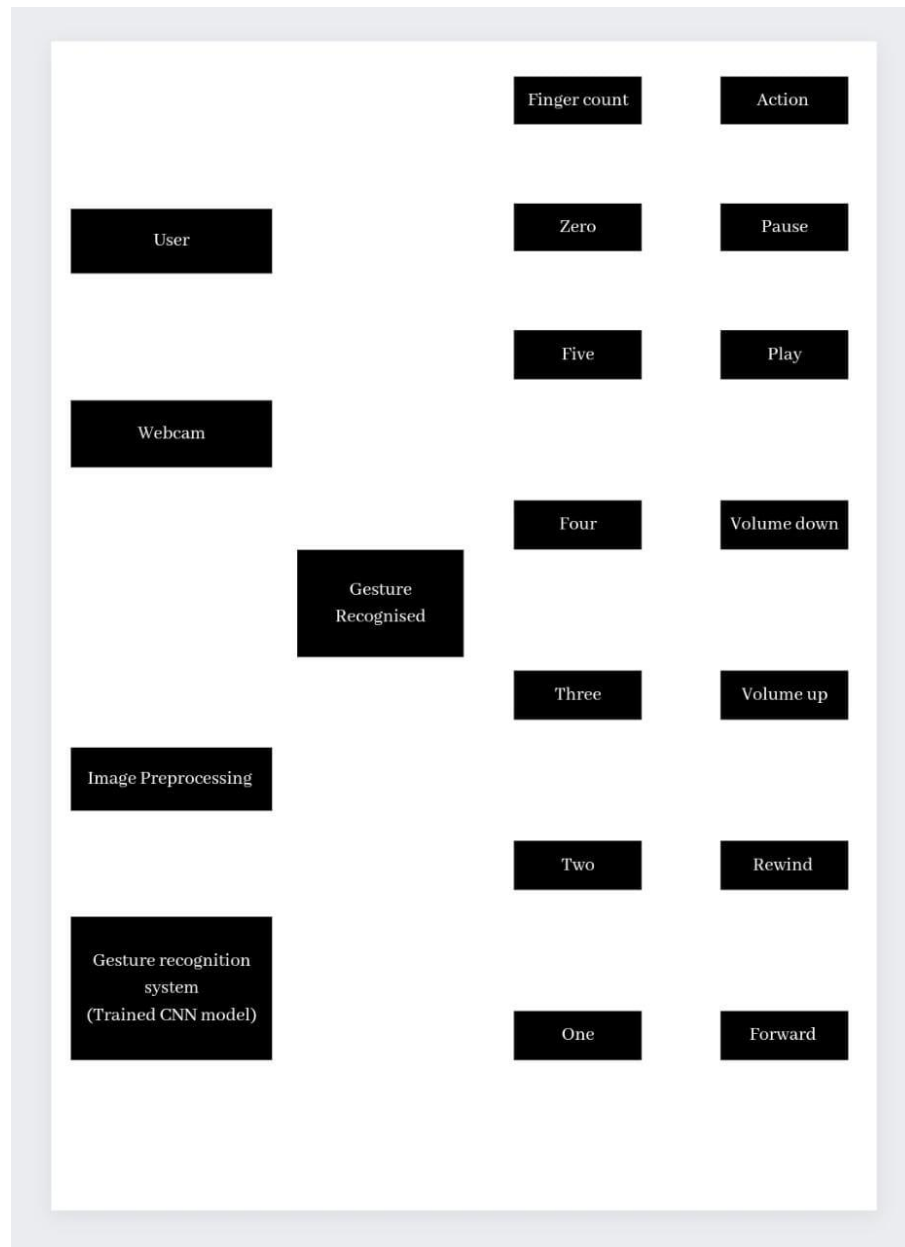 Finger count
Action
User
Zero
Pause
Five
Play
Webcam
Four
Volume down
Gesture
Recognised
Three
Volume up
Image Preprocessing
Two
Rewind
Gesture recognition
system
(Trained CNN model)
One
Forward